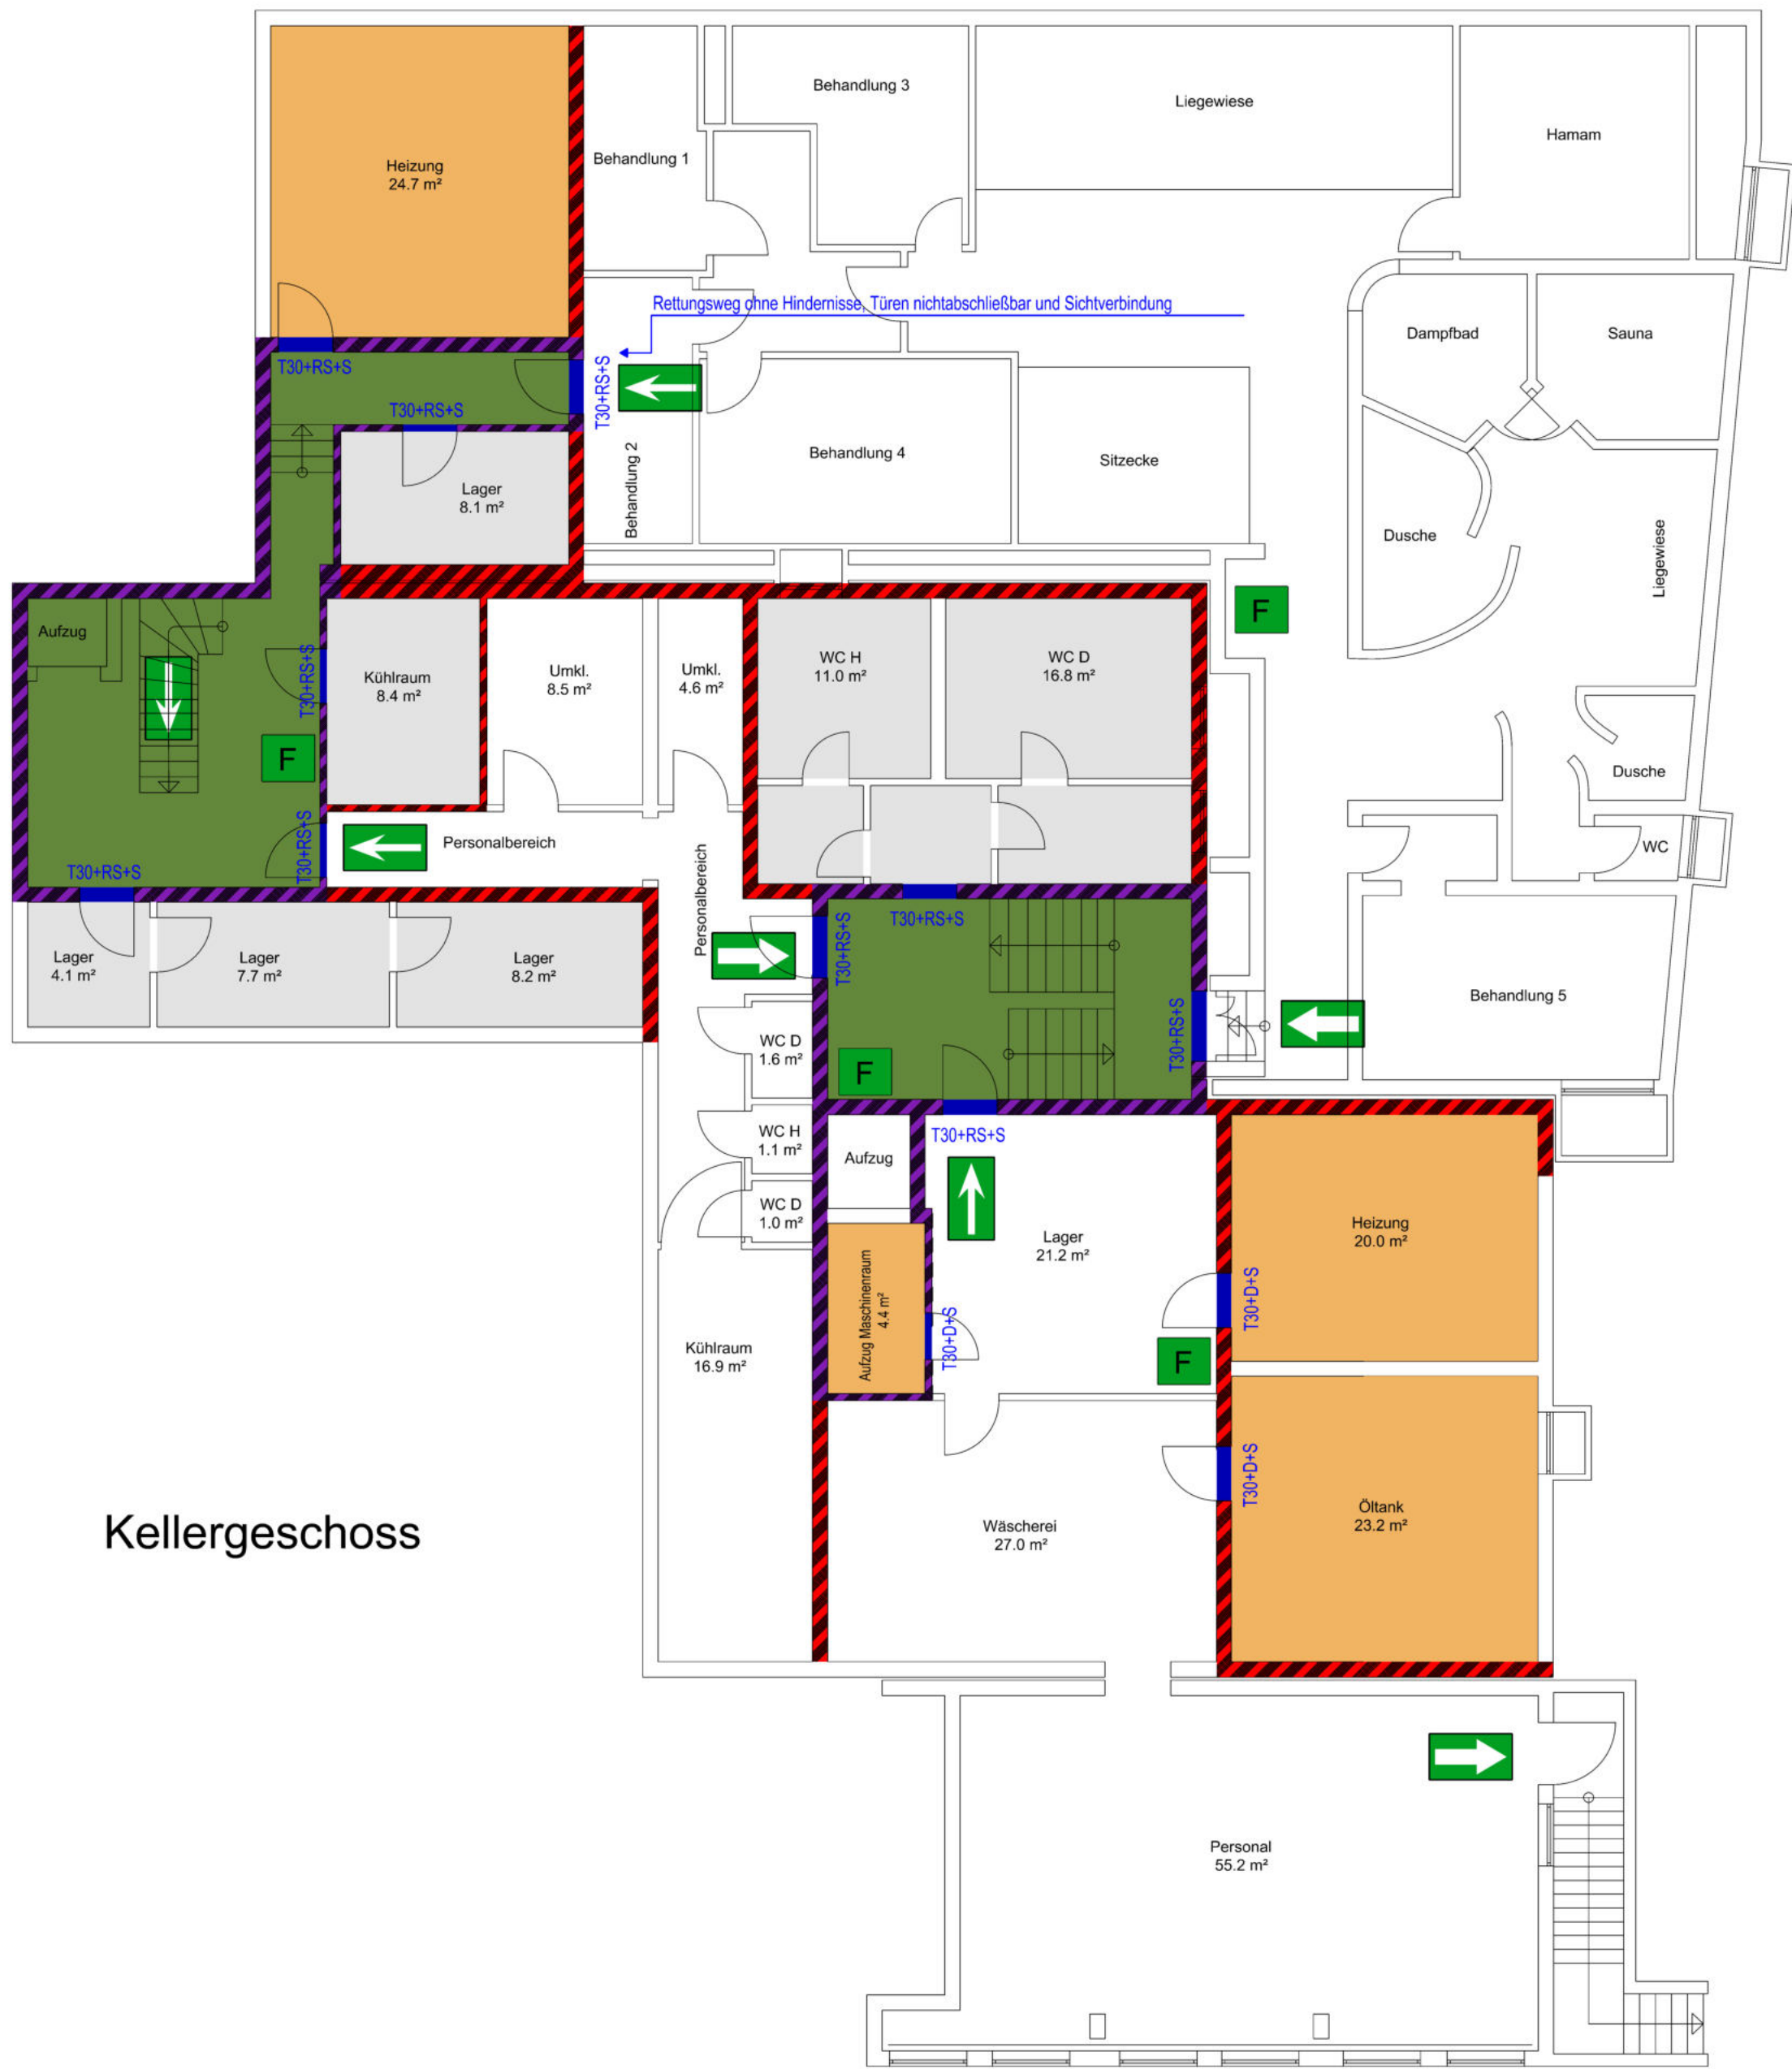 Behandlung 3
Liegewiese
Hamam
Behandlung 1
Heizung
24.7 m²
Rettungsweg ohne Hindernisse, Türen nichtabschließbar und Sichtverbindung
Dampfbad
Sauna
T30+RS+S
T30+RS+S
T30+RS+S
Behandlung 2
Behandlung 4
Sitzecke
Lager
8.1 m²
Dusche
Liegewiese
Aufzug
F
Kühlraum
8.4 m²
T30+RS+S
Umkl.
8.5 m²
Umkl.
4.6 m²
WC H
11.0 m²
WC D
16.8 m²
F
Dusche
T30+RS+S
Personalbereich
WC
T30+RS+S
Personalbereich
T30+RS+S
T30+RS+S
Lager
4.1 m²
Lager
7.7 m²
Lager
8.2 m²
Behandlung 5
T30+RS+S
WC D
1.6 m²
F
WC H
1.1 m²
T30+RS+S
Aufzug
WC D
1.0 m²
Lager
21.2 m²
Heizung
20.0 m²
Aufzug Maschinenraum
4.4 m²
T30+D+S
T30+D+S
Kühlraum
16.9 m²
F
T30+D+S
Kellergeschoss
Wäscherei
27.0 m²
Öltank
23.2 m²
Personal
55.2 m²